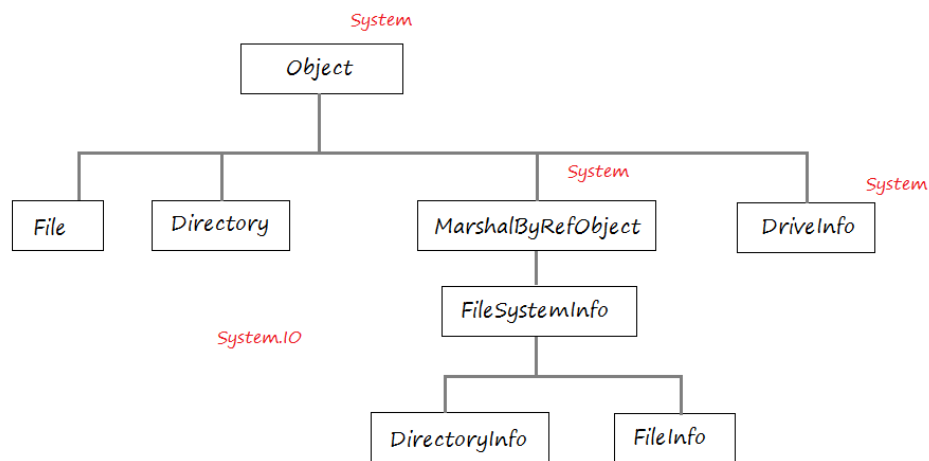 System
Object
System
System
File
Directory
MarshalByRefObject
DriveInfo
FileSystemInfo
System.IO
DirectoryInfo
FileInfo